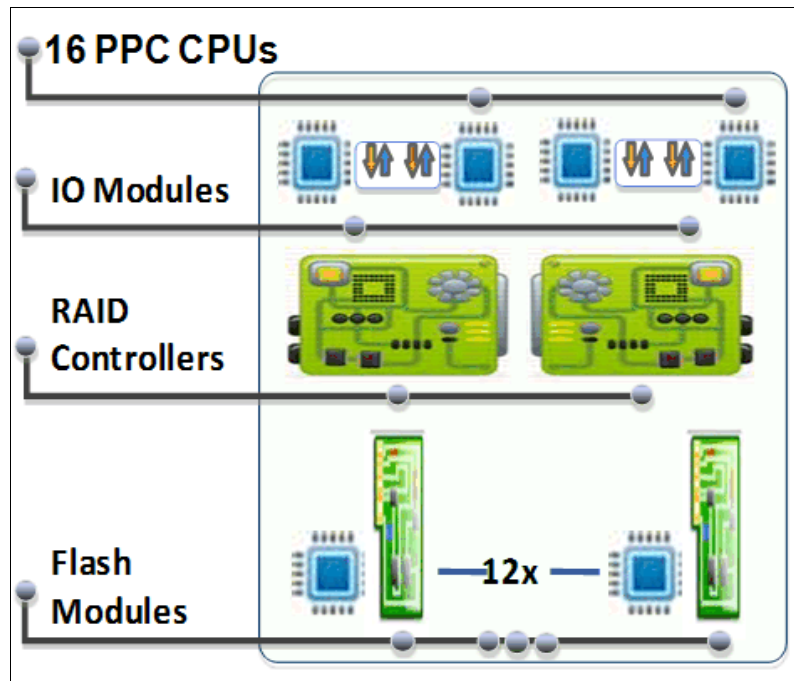 16 PPC CPUs
IO Modules
RAID
Controllers
Flash
Modules
12x